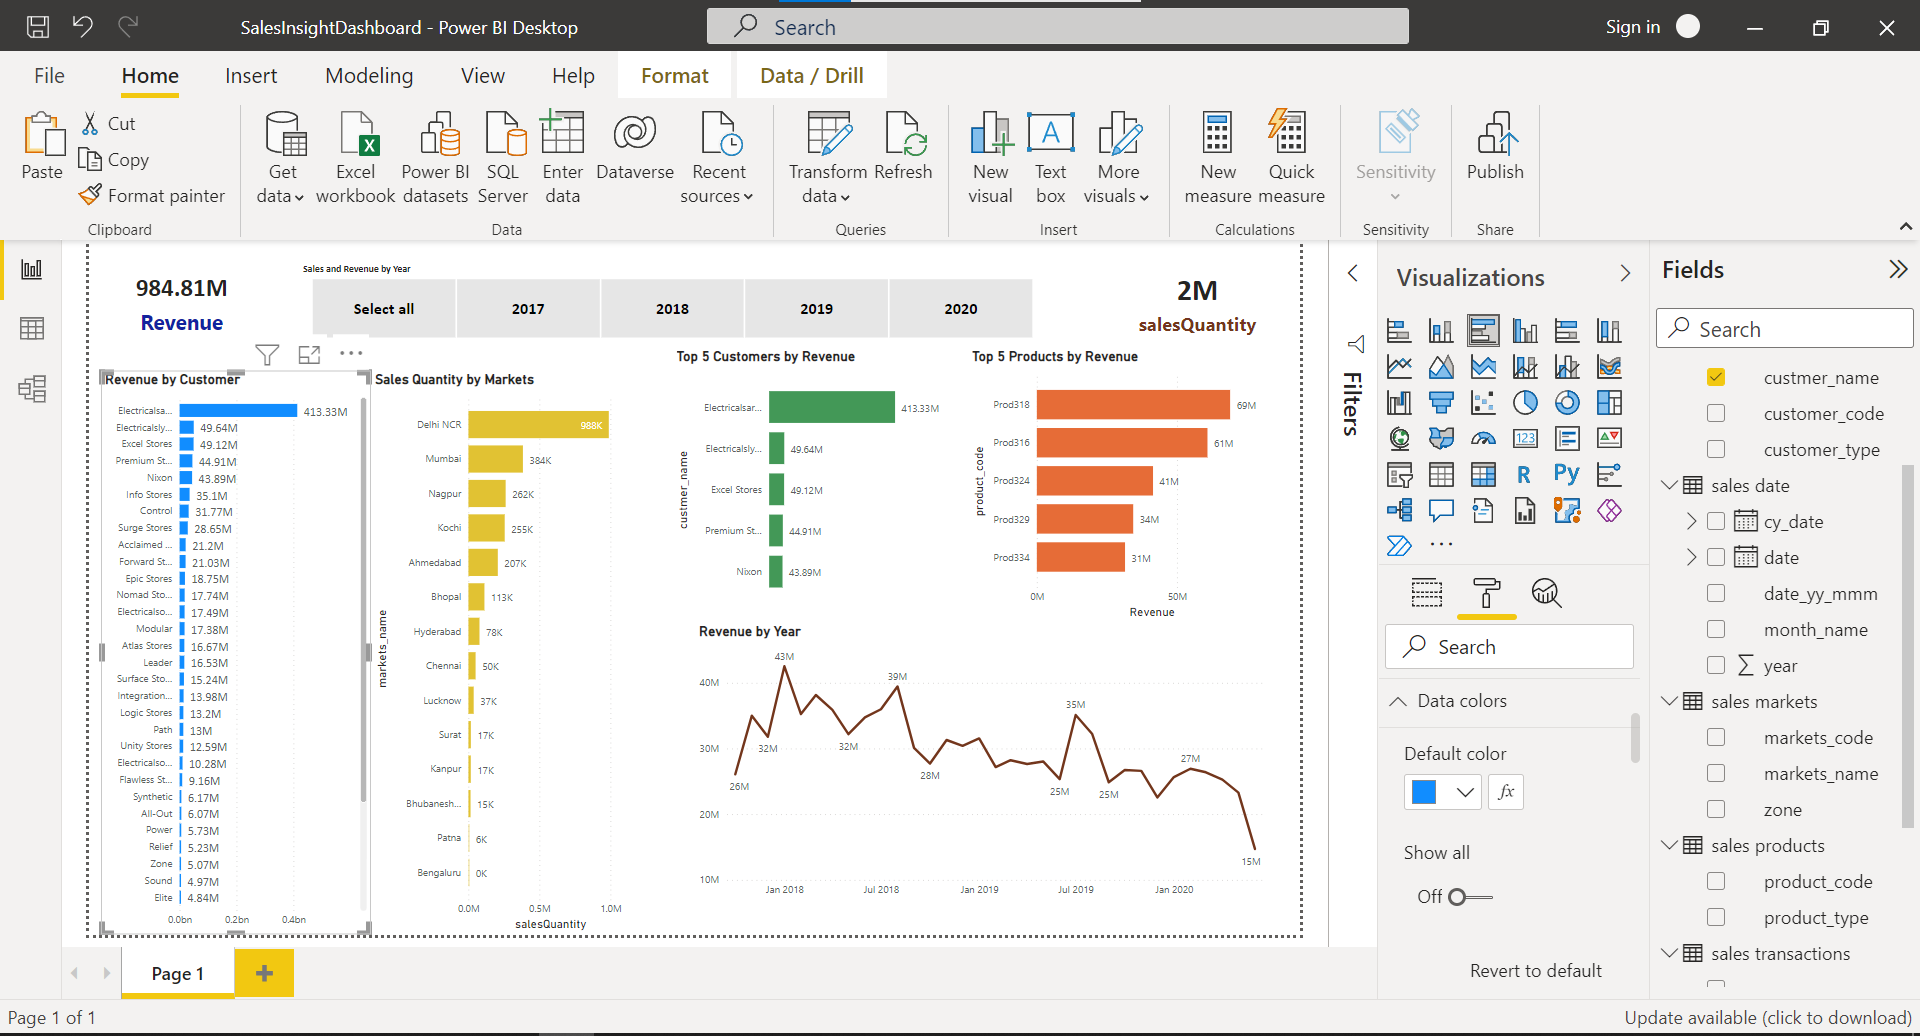 SalesInsightDashboard - Power BI Desktop
Search
Sign in
File
Home
Insert
Modeling
View
Help
Format
Data / Drill
Paste
Cut
Copy
Format painter
Clipboard
Get data
Excel workbook
Power BI datasets
SQL Server
Enter data
Dataverse
Recent sources
Data
Transform data
Refresh
Queries
New visual
Text box
More visuals
Insert
New measure
Quick measure
Calculations
Sensitivity
Sensitivity
Publish
Share
984.81M
Revenue
Sales and Revenue by Year
Select all
2017
2018
2019
2020
2M
salesQuantity
Revenue by Customer
Electricalsa... 413.33M
Electricalsly... 49.64M
Excel Stores 49.12M
Premium St... 44.91M
Nixon 43.89M
Info Stores 35.1M
Control 31.77M
Surge Stores 28.65M
Acclaimed ... 21.2M
Forward St... 21.03M
Epic Stores 18.75M
Nomad Sto... 17.74M
Electricalso... 17.49M
Modular 17.38M
Atlas Stores 16.67M
Leader 16.53M
Surface Sto... 15.24M
Integration... 13.98M
Logic Stores 13.2M
Path 13M
Unity Stores 12.59M
Electricalso... 10.28M
Flawless St... 9.16M
Synthetic 6.17M
All-Out 6.07M
Power 5.73M
Relief 5.23M
Zone 5.07M
Sound 4.97M
Elite 4.84M
0.0bn 0.2bn 0.4bn
Sales Quantity by Markets
markets_name
Delhi NCR 988K
Mumbai 384K
Nagpur 262K
Kochi 255K
Ahmedabad 207K
Bhopal 113K
Hyderabad 78K
Chennai 50K
Lucknow 37K
Surat 17K
Kanpur 17K
Bhubanesh... 15K
Patna 6K
Bengaluru 0K
0.0M 0.5M 1.0M
salesQuantity
Top 5 Customers by Revenue
custmer_name
Electricalsar... 413.33M
Electricalsly... 49.64M
Excel Stores 49.12M
Premium St... 44.91M
Nixon 43.89M
Top 5 Products by Revenue
product_code
Prod318 69M
Prod316 61M
Prod324 41M
Prod329 34M
Prod334 31M
0M 50M
Revenue
Revenue by Year
40M
30M
20M
10M
26M
32M
43M
32M
39M
28M
25M
35M
25M
27M
15M
Jan 2018 Jul 2018 Jan 2019 Jul 2019 Jan 2020
Filters
Visualizations
123
R
Py
Search
Data colors
Default color
fx
Show all
Off
Revert to default
Fields
Search
custmer_name
customer_code
customer_type
sales date
cy_date
date
date_yy_mmm
month_name
year
sales markets
markets_code
markets_name
zone
sales products
product_code
product_type
sales transactions
Page 1
Page 1 of 1
Update available (click to download)